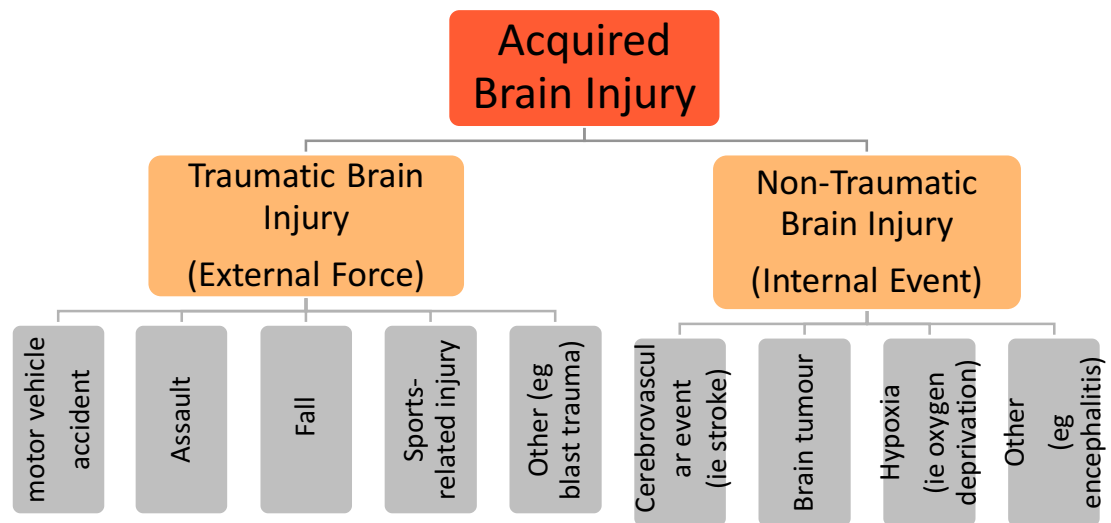 Acquired
Brain Injury
Traumatic Brain
Injury
(External Force)
Non-Traumatic
Brain Injury
(Internal Event)
motor vehicle
accident
Assault
Fall
Sports-
related injury
Other (eg
blast trauma)
Cerebrovascul
ar event
(ie stroke)
Brain tumour
Hypoxia
(ie oxygen
deprivation)
Other
(eg
encephalitis)